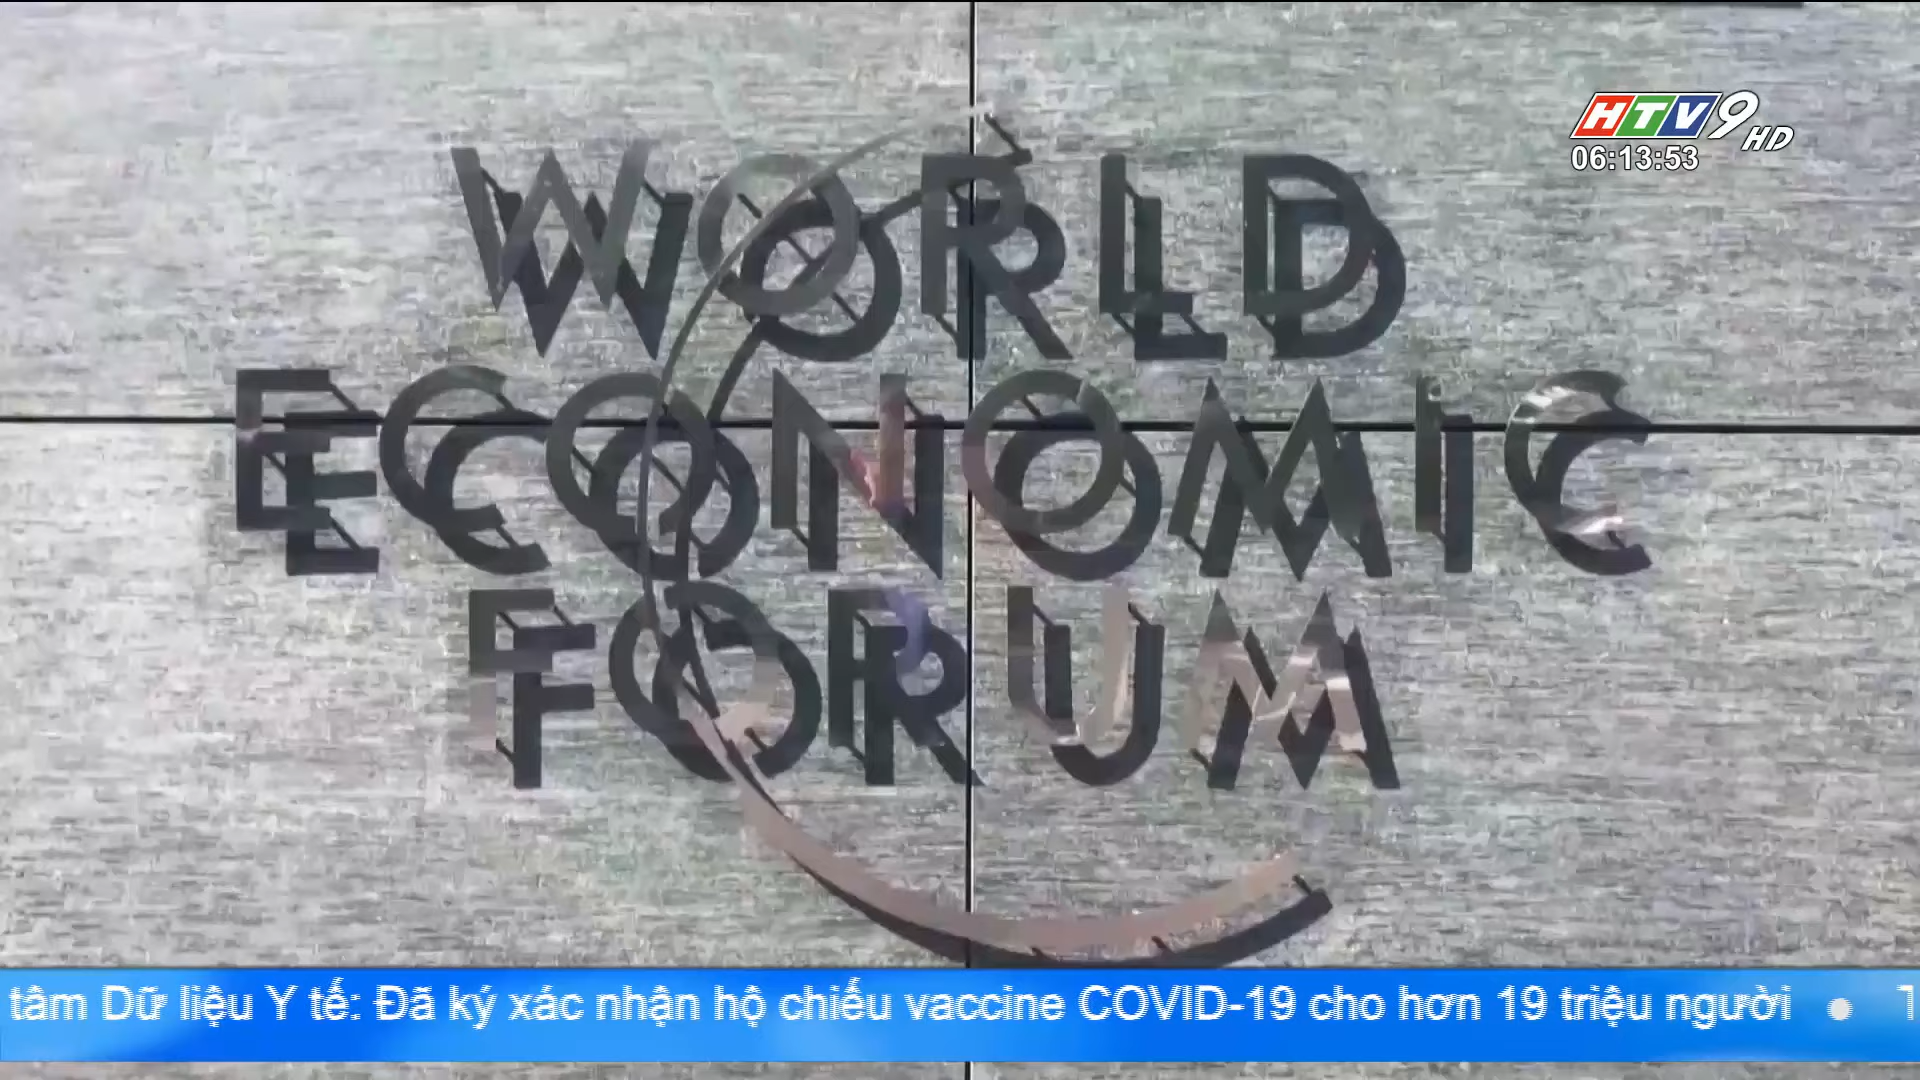 HTV9 HD
06:13:53
WORLD
ECONOMIC
FORUM
tâm Dữ liệu Y tế: Đã ký xác nhận hộ chiếu vaccine COVID-19 cho hơn 19 triệu người ●